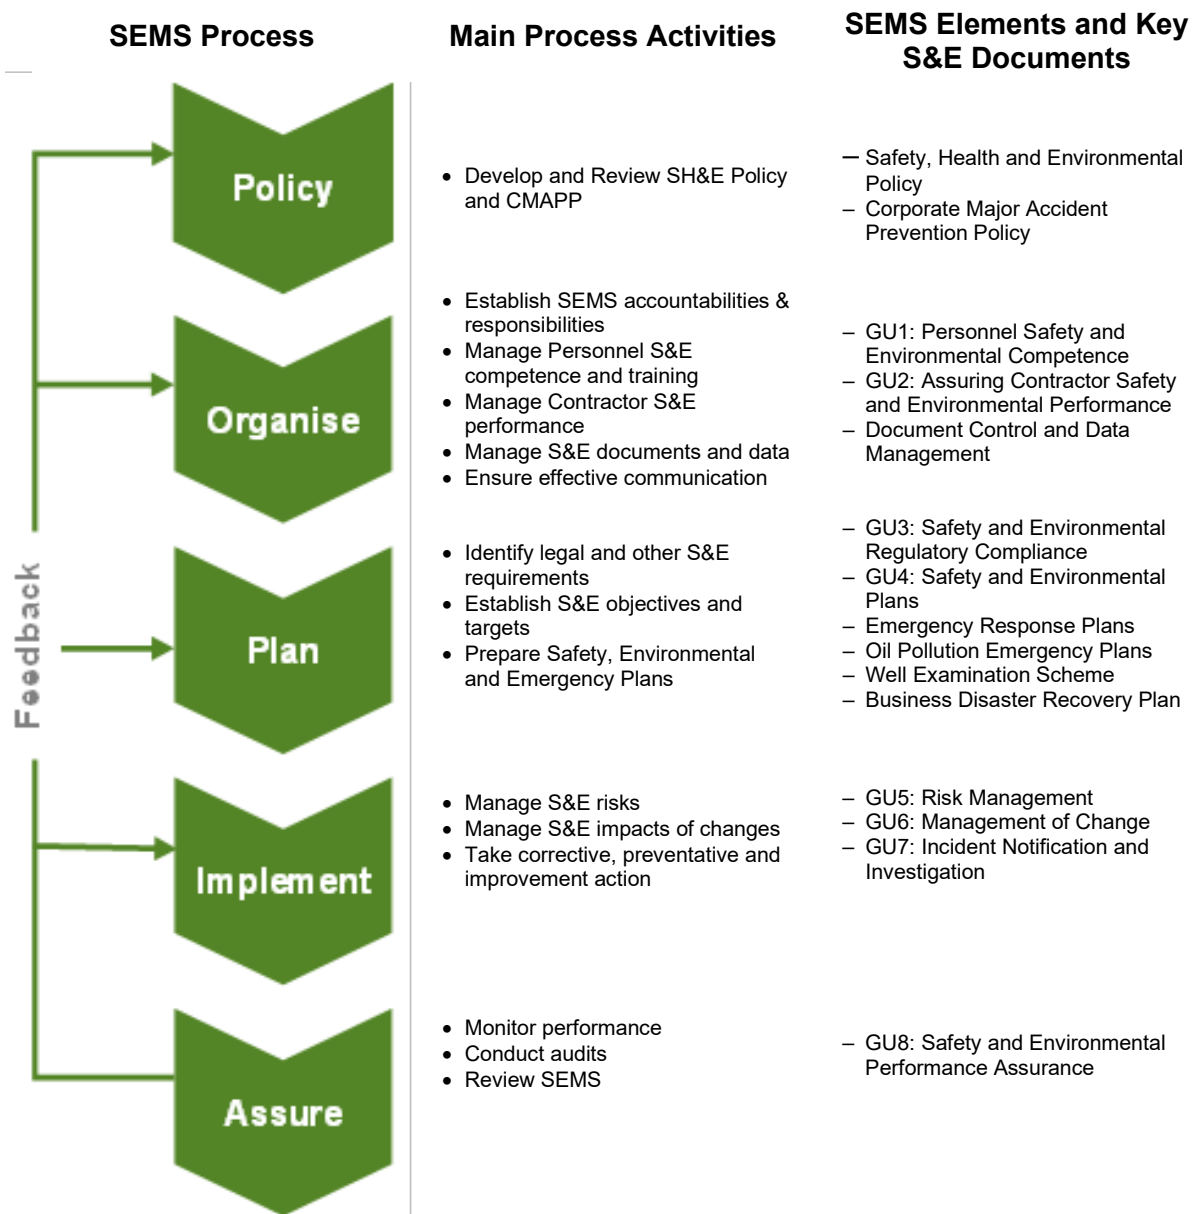 SEMS Process
Main Process Activities
SEMS Elements and Key
S&E Documents
Policy
• Develop and Review SH&E Policy
and CMAPP
– Safety, Health and Environmental
Policy
– Corporate Major Accident
Prevention Policy
Organise
• Establish SEMS accountabilities &
responsibilities
• Manage Personnel S&E
competence and training
• Manage Contractor S&E
performance
• Manage S&E documents and data
• Ensure effective communication
– GU1: Personnel Safety and
Environmental Competence
– GU2: Assuring Contractor Safety
and Environmental Performance
– Document Control and Data
Management
Feedback
Plan
• Identify legal and other S&E
requirements
• Establish S&E objectives and
targets
• Prepare Safety, Environmental
and Emergency Plans
– GU3: Safety and Environmental
Regulatory Compliance
– GU4: Safety and Environmental
Plans
– Emergency Response Plans
– Oil Pollution Emergency Plans
– Well Examination Scheme
– Business Disaster Recovery Plan
Implement
• Manage S&E risks
• Manage S&E impacts of changes
• Take corrective, preventative and
improvement action
– GU5: Risk Management
– GU6: Management of Change
– GU7: Incident Notification and
Investigation
Assure
• Monitor performance
• Conduct audits
• Review SEMS
– GU8: Safety and Environmental
Performance Assurance